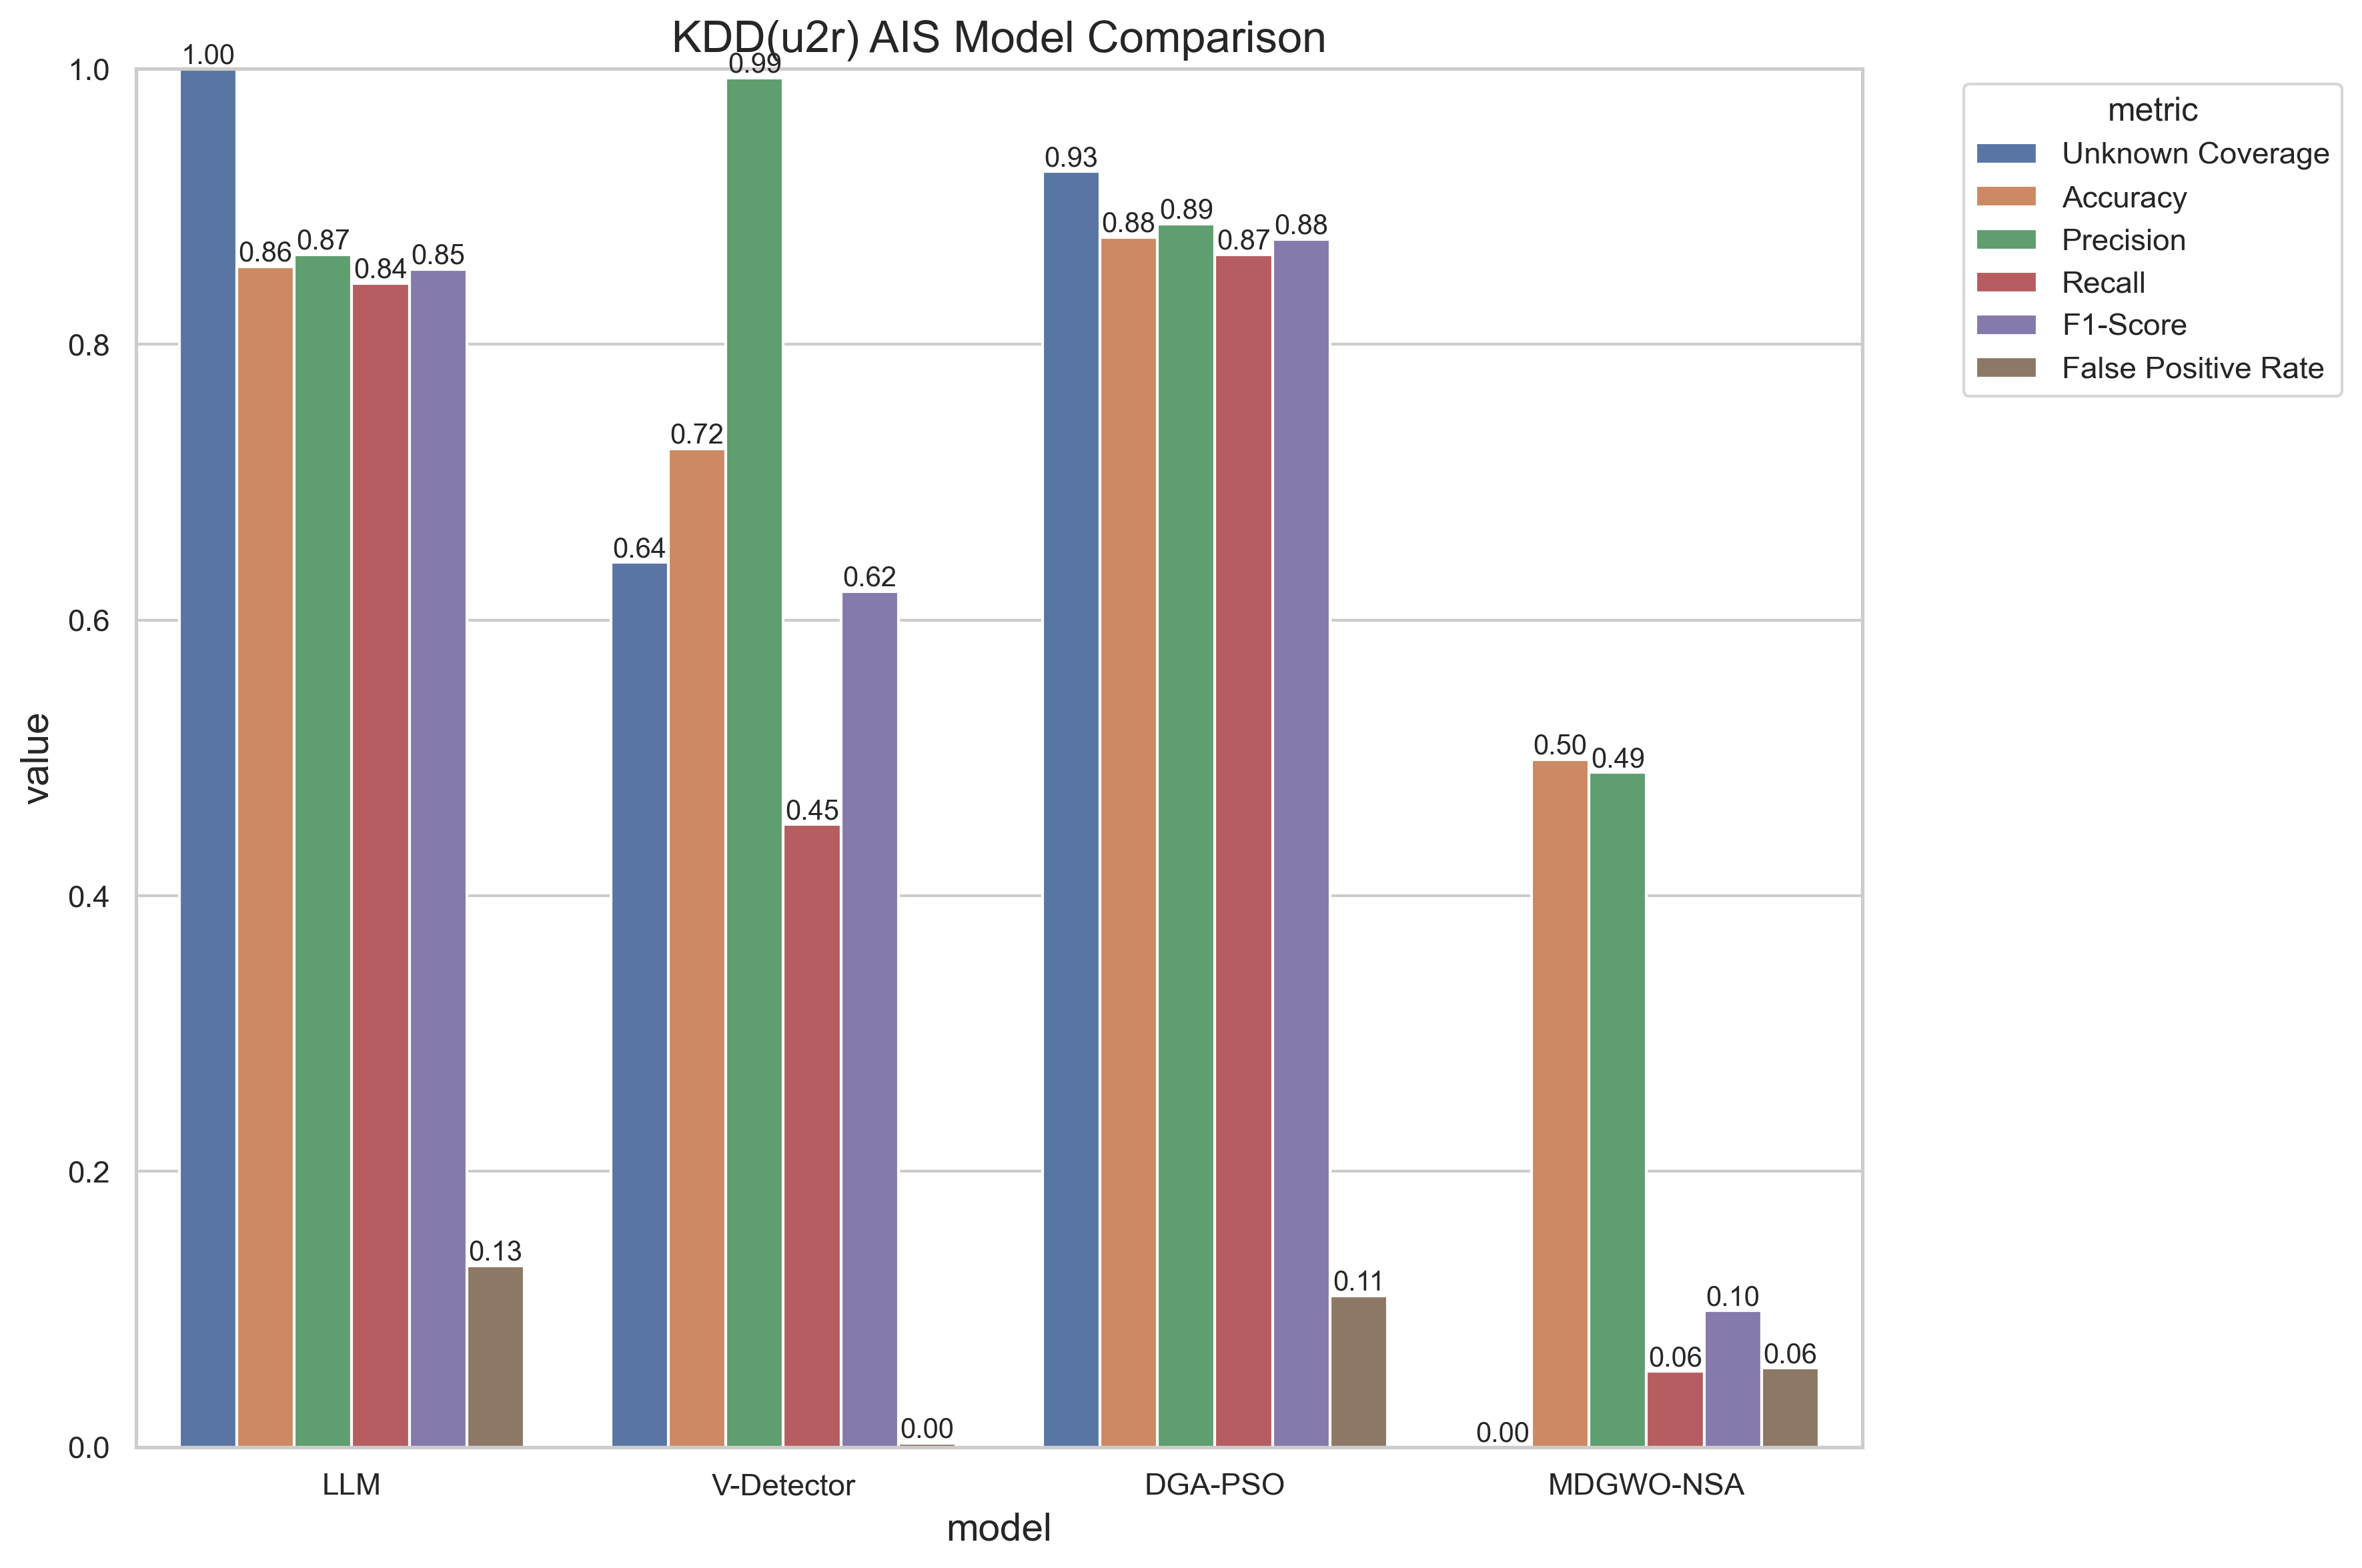 KDD(u2r) AIS Model Comparison
1.00
0.86
0.87
0.84
0.85
0.13
0.64
0.72
0.99
0.45
0.62
0.00
0.93
0.88
0.89
0.87
0.88
0.11
0.00
0.50
0.49
0.06
0.10
0.06
1.0
0.8
0.6
0.4
0.2
0.0
value
LLM
V-Detector
DGA-PSO
MDGWO-NSA
model
metric
Unknown Coverage
Accuracy
Precision
Recall
F1-Score
False Positive Rate